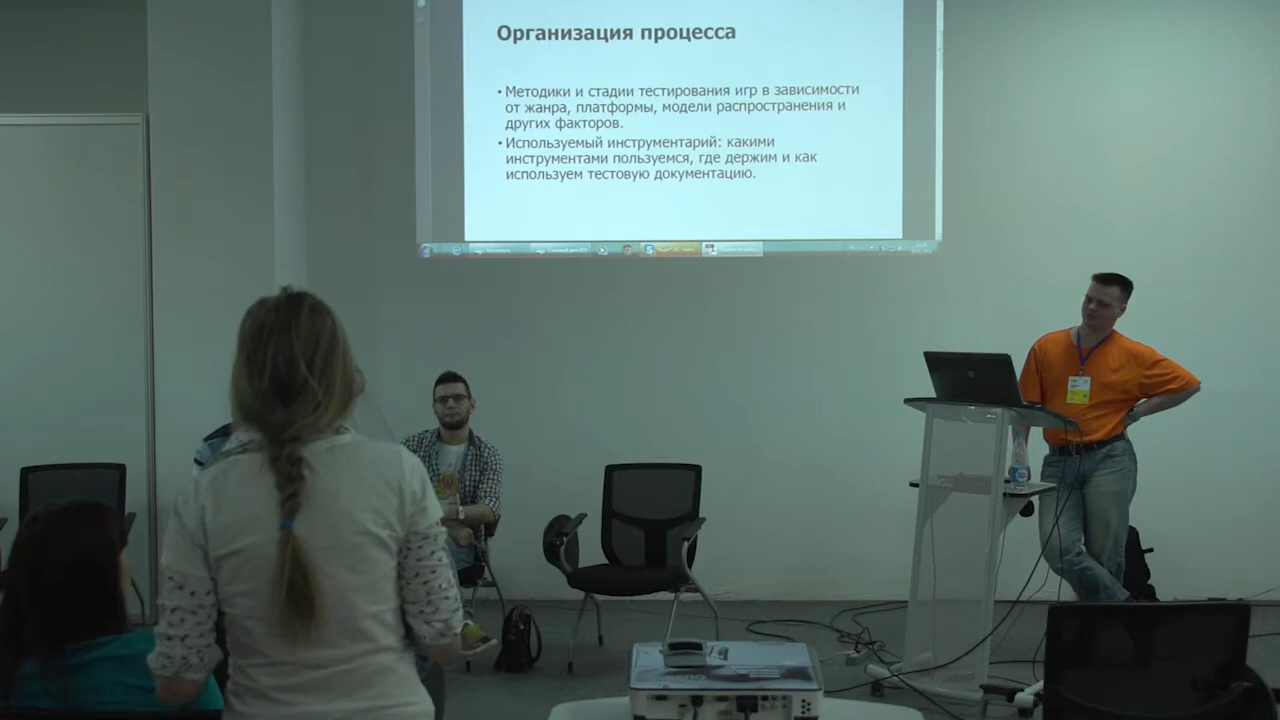 Организация процесса
• Методики и стадии тестирования игр в зависимости
от жанра, платформы, модели распространения и
других факторов.
• Используемый инструментарий: какими
инструментами пользуемся, где держим и как
используем тестовую документацию.